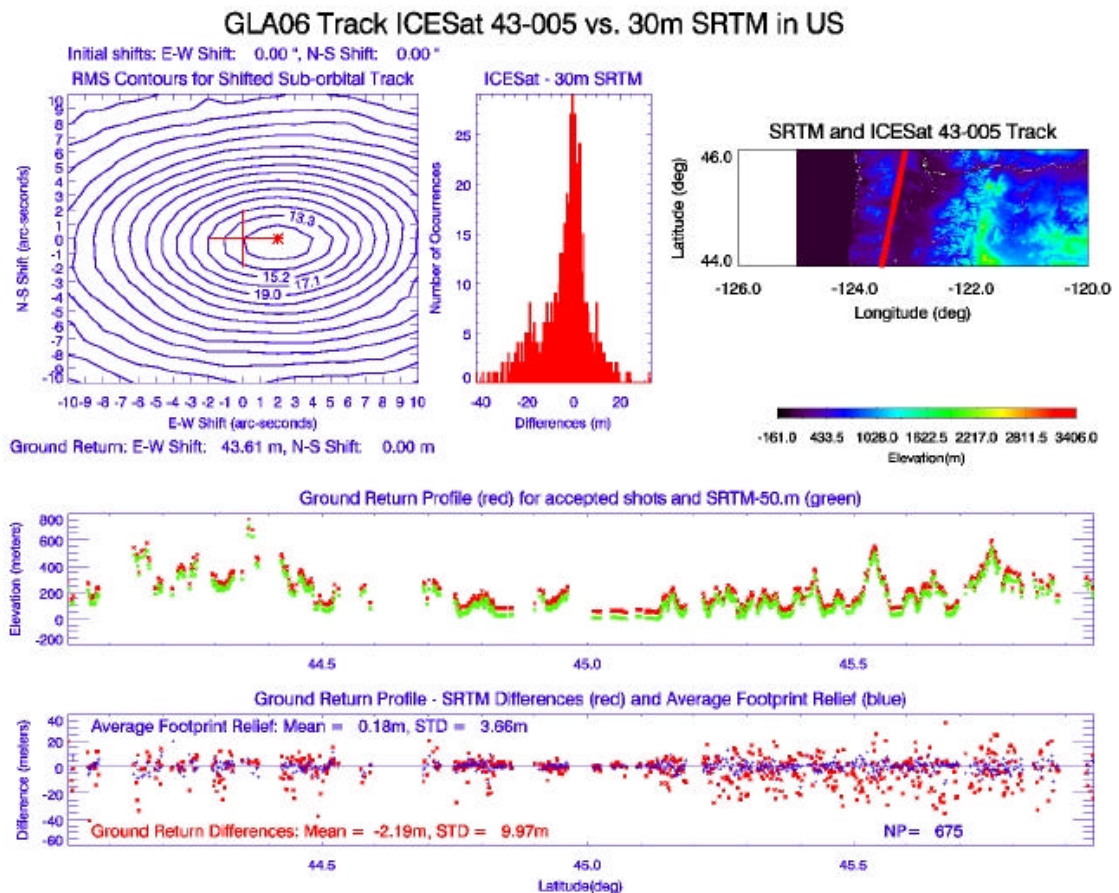 GLA06 Track ICESat 43-005 vs. 30m SRTM in US
Initial shifts: E-W Shift: 0.00 ", N-S Shift: 0.00 "
RMS Contours for Shifted Sub-orbital Track
10
9
8
7
6
5
4
3
2
1
0
-1
-2
-3
-4
-5
-6
-7
-8
-9
-10
N-S Shift (arc-seconds)
13.3
15.2
17.1
19.0
-10 -9 -8 -7 -6 -5 -4 -3 -2 -1 0 1 2 3 4 5 6 7 8 9 10
E-W Shift (arc-seconds)
Ground Return: E-W Shift: 43.61 m, N-S Shift: 0.00 m
ICESat - 30m SRTM
Number of Occurrences
25
20
15
10
5
0
-40 -20 0 20
Differences (m)
SRTM and ICESat 43-005 Track
Latitude (deg)
46.0
44.0
-126.0 -124.0 -122.0 -120.0
Longitude (deg)
-161.0 433.5 1028.0 1622.5 2217.0 2811.5 3406.0
Elevation(m)
Ground Return Profile (red) for accepted shots and SRTM-50.m (green)
Elevation (meters)
800
600
400
200
0
-200
44.5 45.0 45.5
Ground Return Profile - SRTM Differences (red) and Average Footprint Relief (blue)
Difference (meters)
40
20
0
-20
-40
-60
Average Footprint Relief: Mean = 0.18m, STD = 3.66m
Ground Return Differences: Mean = -2.19m, STD = 9.97m
NP= 675
44.5 45.0 45.5
Latitude(deg)